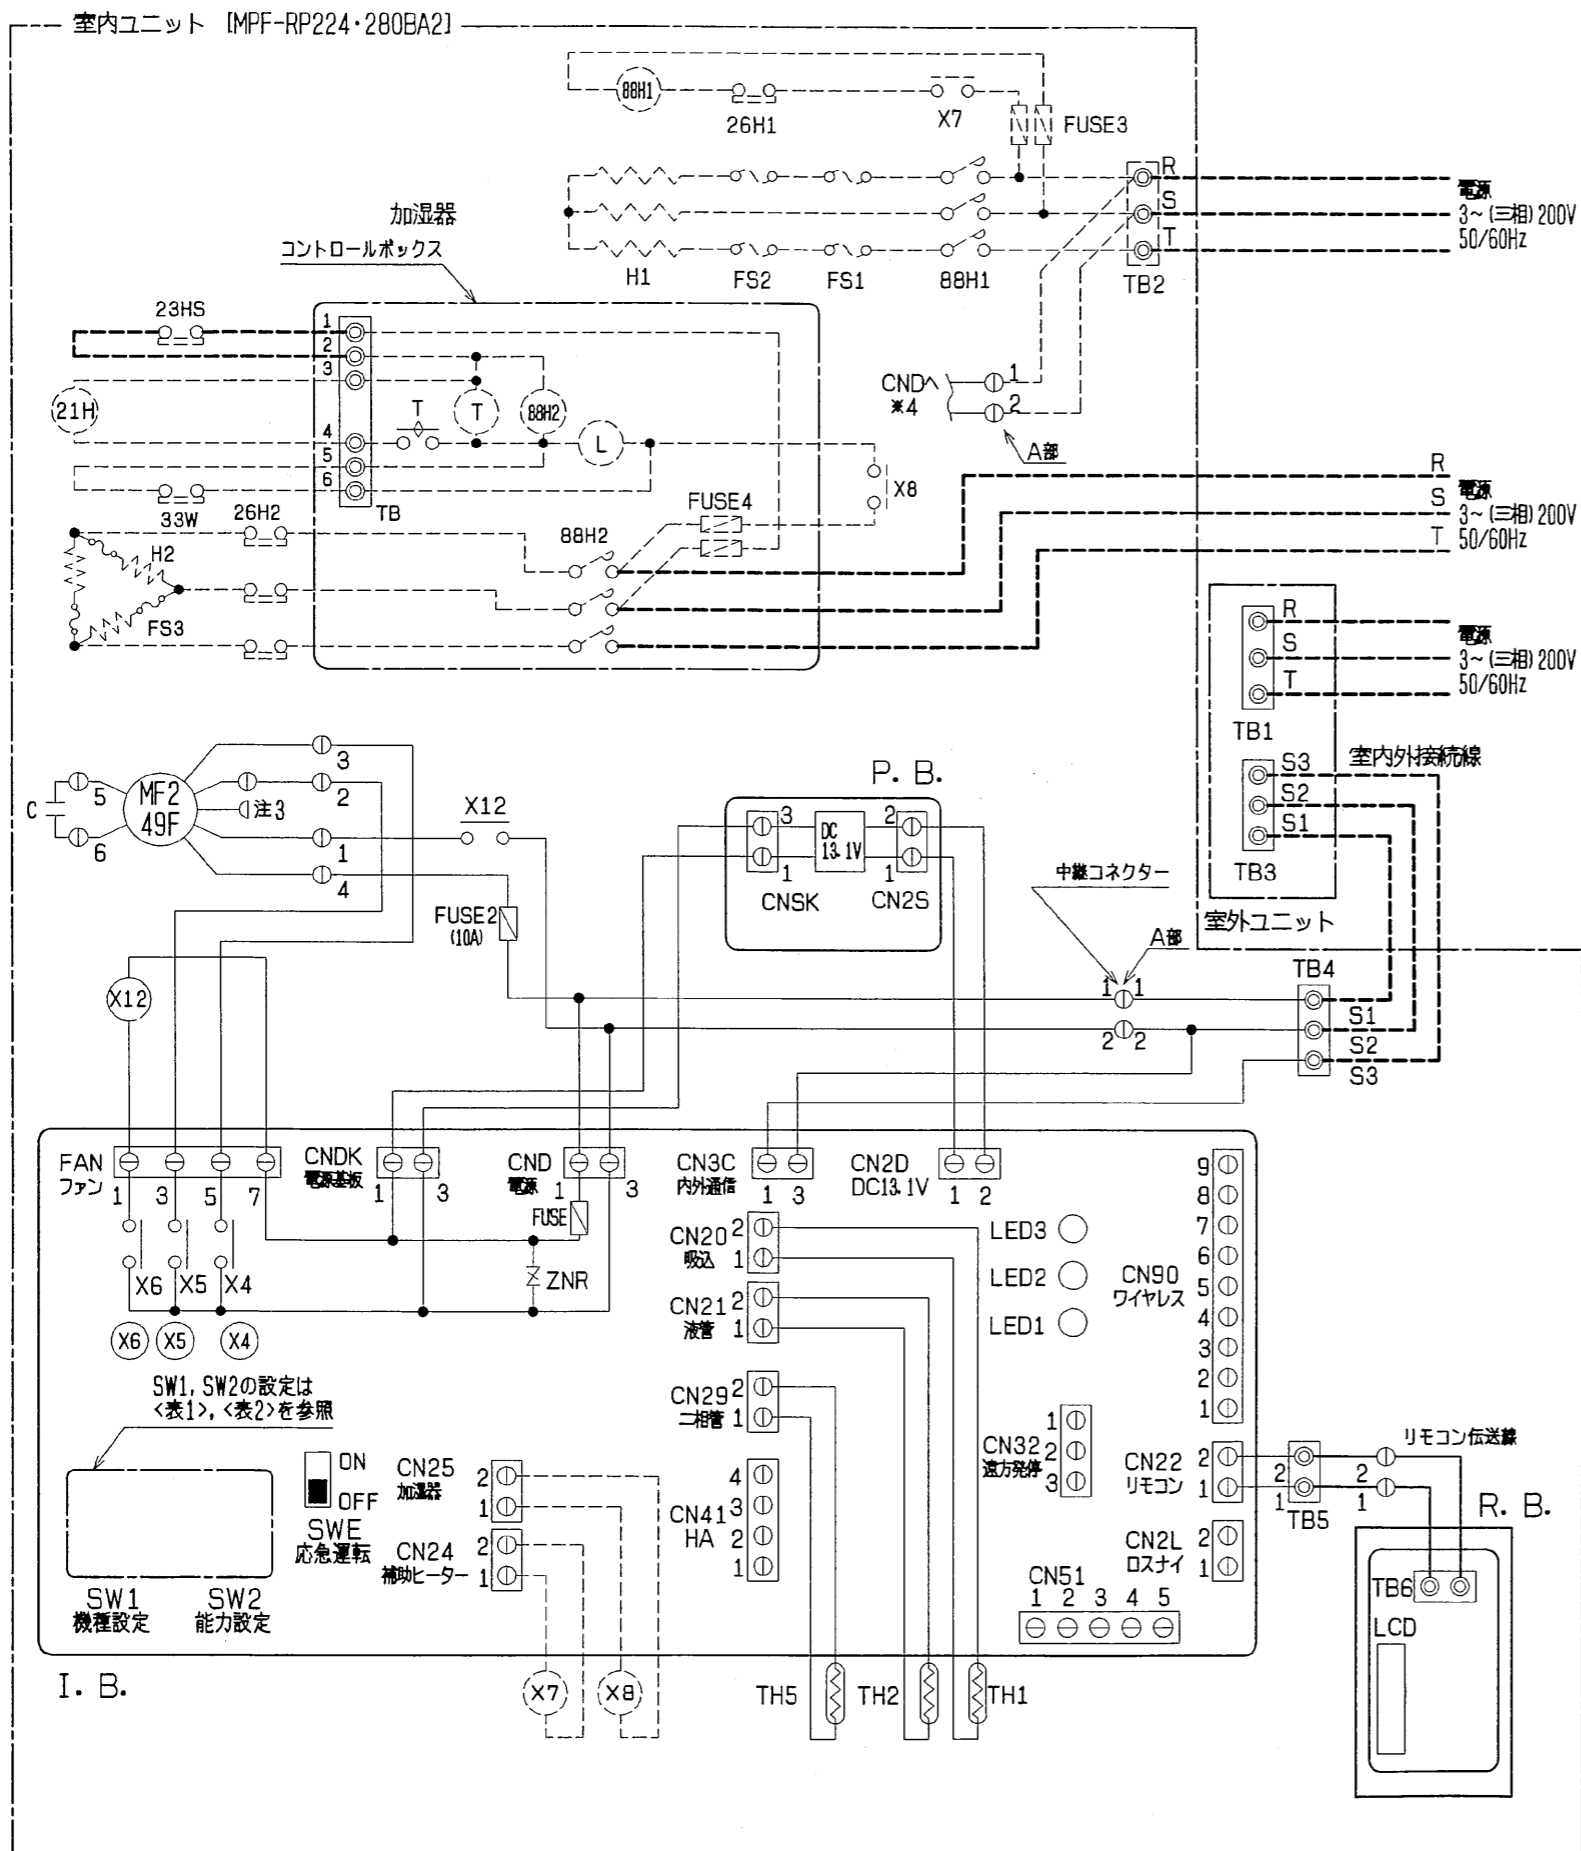 室内ユニット [MPF-RP224・280BA2]
88H1
26H1
X7
FUSE3
R
S
T
電源
3~(三相)200V
50/60Hz
H1
FS2
FS1
88H1
TB2
加湿器
コントロールボックス
23HS
1
2
3
4
5
6
21H
T
T
88H2
L
TB
33W
26H2
X8
FUSE4
88H2
H2
FS3
CNDへ
※4
1
2
A部
R
S
T
電源
3~(三相)200V
50/60Hz
R
S
T
電源
3~(三相)200V
50/60Hz
TB1
室内外接続線
S3
S2
S1
TB3
室外ユニット
C
5
6
MF2
49F
3
2
注3
1
4
X12
FUSE2
(10A)
P. B.
3
1
DC
13.1V
2
1
CNSK
CN2S
中継コネクター
A部
1
1
2
2
TB4
S1
S2
S3
X12
FAN
ファン
1
3
5
7
CNDK
電源基板
1
3
CND
電源
1
3
FUSE
CN3C
内外通信
1
3
CN2D
DC13.1V
1
2
X6
X5
X4
ZNR
X6
X5
X4
CN20
吸込
2
1
CN21
液管
2
1
CN29
二相管
2
1
LED3
LED2
LED1
CN90
ワイヤレス
9
8
7
6
5
4
3
2
1
SW1, SW2の設定は
<表1>, <表2>を参照
ON
OFF
SWE
応急運転
SW1
機種設定
SW2
能力設定
CN25
加湿器
2
1
CN24
補助ヒーター
2
1
CN41
HA
4
3
2
1
CN32
遠方発停
1
2
3
CN22
リモコン
2
1
CN2L
ロスナイ
2
1
CN51
1
2
3
4
5
2
1
TB5
2
1
リモコン伝送線
R. B.
TB6
LCD
I. B.
X7
X8
TH5
TH2
TH1